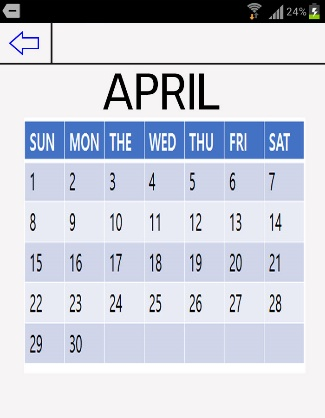 24%
APRIL
SUN MON THE WED THU FRI SAT
1 2 3 4 5 6 7
8 9 10 11 12 13 14
15 16 17 18 19 20 21
22 23 24 25 26 27 28
29 30